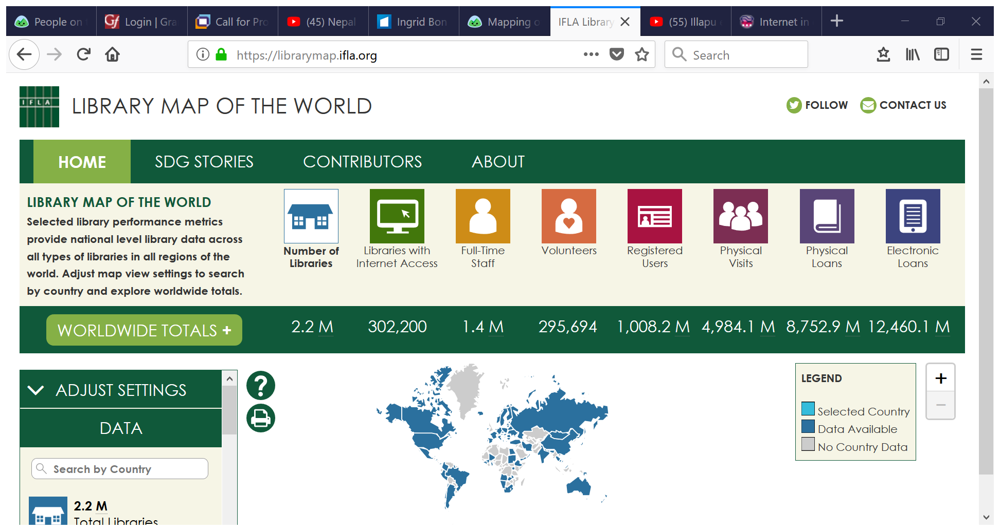 People on
Login | Gra
Call for Pro
(45) Nepal
Ingrid Bon
Mapping o
IFLA Library
(55) Illapu
Internet in
https://librarymap.ifla.org
Search
IFLA
LIBRARY MAP OF THE WORLD
FOLLOW
CONTACT US
HOME
SDG STORIES
CONTRIBUTORS
ABOUT
LIBRARY MAP OF THE WORLD
Selected library performance metrics
provide national level library data across
all types of libraries in all regions of the
world. Adjust map view settings to search
by country and explore worldwide totals.
Number of
Libraries
Libraries with
Internet Access
Full-Time
Staff
Volunteers
Registered
Users
Physical
Visits
Physical
Loans
Electronic
Loans
WORLDWIDE TOTALS +
2.2 M
302,200
1.4 M
295,694
1,008.2 M
4,984.1 M
8,752.9 M
12,460.1 M
ADJUST SETTINGS
DATA
Search by Country
2.2 M
Total Libraries
?
LEGEND
Selected Country
Data Available
No Country Data
+
−